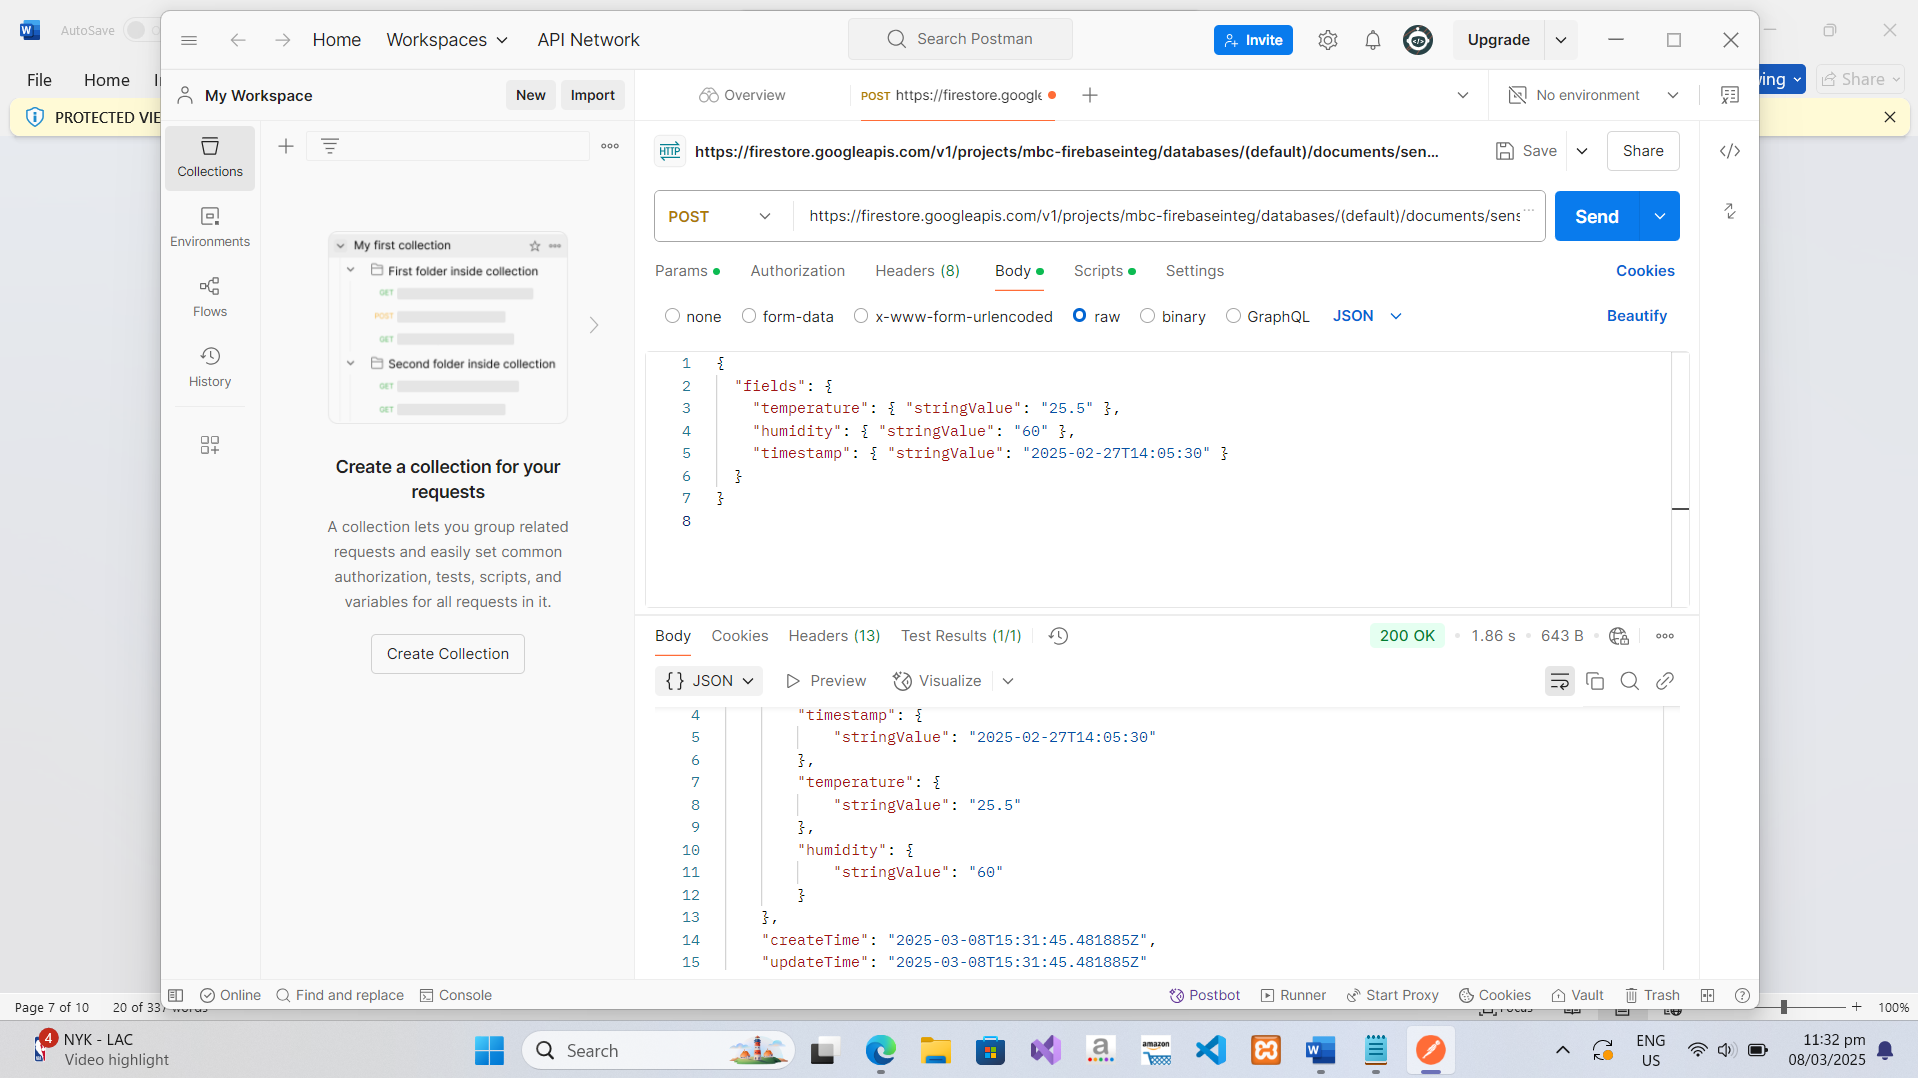 AutoSave
File
Home
PROTECTED VIE
Share
Home
Workspaces
API Network
Search Postman
Invite
Upgrade
My Workspace
New
Import
Overview
POST https://firestore.google
No environment
Collections
Environments
Flows
History
My first collection
First folder inside collection
GET
POST
GET
Second folder inside collection
GET
GET
Create a collection for your
requests
A collection lets you group related
requests and easily set common
authorization, tests, scripts, and
variables for all requests in it.
Create Collection
HTTP
https://firestore.googleapis.com/v1/projects/mbc-firebaseinteg/databases/(default)/documents/sen...
Save
Share
POST
https://firestore.googleapis.com/v1/projects/mbc-firebaseinteg/databases/(default)/documents/sens
Send
Params
Authorization
Headers (8)
Body
Scripts
Settings
Cookies
none
form-data
x-www-form-urlencoded
raw
binary
GraphQL
JSON
Beautify
1 {
2 "fields": {
3 "temperature": { "stringValue": "25.5" },
4 "humidity": { "stringValue": "60" },
5 "timestamp": { "stringValue": "2025-02-27T14:05:30" }
6 }
7 }
8
Body
Cookies
Headers (13)
Test Results (1/1)
200 OK
1.86 s
643 B
{} JSON
Preview
Visualize
4 "timestamp": {
5 "stringValue": "2025-02-27T14:05:30"
6 },
7 "temperature": {
8 "stringValue": "25.5"
9 },
10 "humidity": {
11 "stringValue": "60"
12 }
13 },
14 "createTime": "2025-03-08T15:31:45.481885Z",
15 "updateTime": "2025-03-08T15:31:45.481885Z"
Online
Find and replace
Console
Postbot
Runner
Start Proxy
Cookies
Vault
Trash
Page 7 of 10
20 of 337 words
Focus
100%
4
NYK - LAC
Video highlight
Search
amazon
ENG
US
11:32 pm
08/03/2025